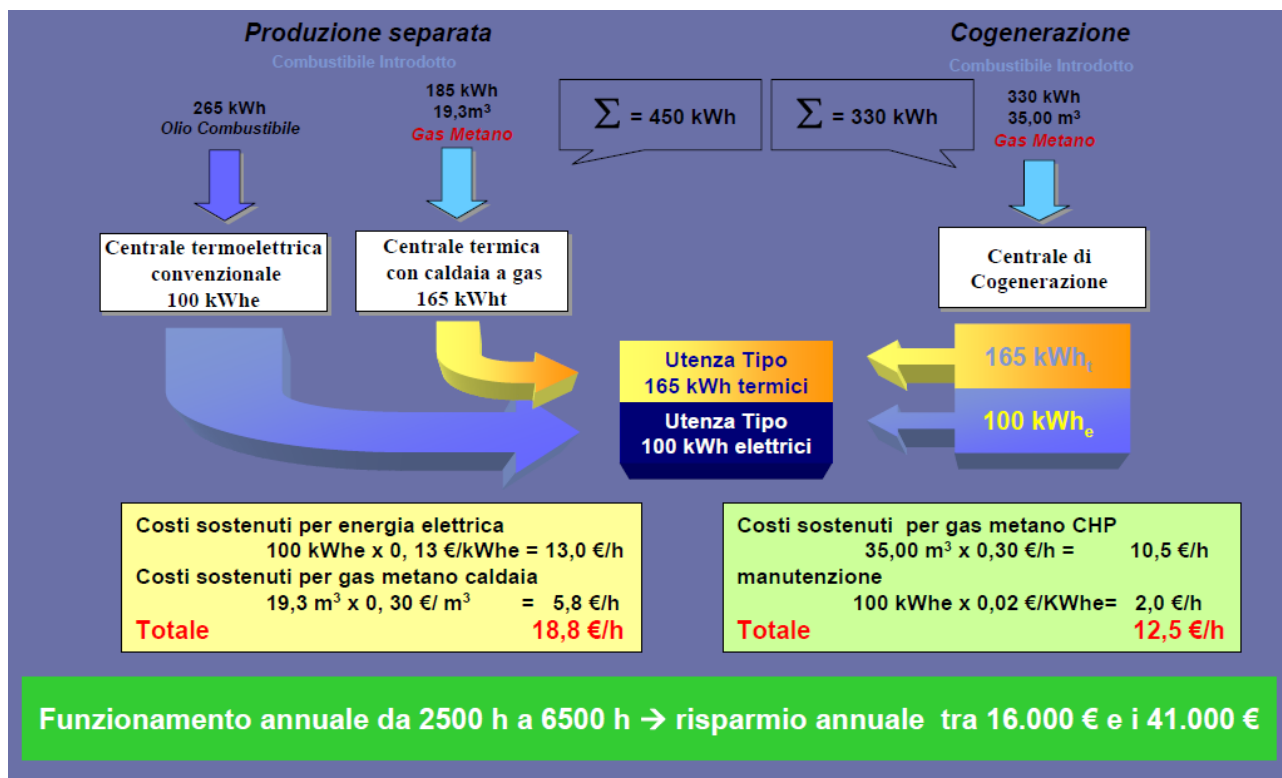 Produzione separata
Combustibile Introdotto
265 kWh
Olio Combustibile
185 kWh
19,3m³
Gas Metano
Σ = 450 kWh
Σ = 330 kWh
Cogenerazione
Combustibile Introdotto
330 kWh
35,00 m³
Gas Metano
Centrale termoelettrica
convenzionale
100 kWhe
Centrale termica
con caldaia a gas
165 kWht
Centrale di
Cogenerazione
Utenza Tipo
165 kWh termici
Utenza Tipo
100 kWh elettrici
165 kWhₜ
100 kWhₑ
Costi sostenuti per energia elettrica
100 kWhe x 0, 13 €/kWhe = 13,0 €/h
Costi sostenuti per gas metano caldaia
19,3 m³ x 0, 30 €/ m³ = 5,8 €/h
Totale 18,8 €/h
Costi sostenuti per gas metano CHP
35,00 m³ x 0,30 €/h = 10,5 €/h
manutenzione
100 kWhe x 0,02 €/KWhe= 2,0 €/h
Totale 12,5 €/h
Funzionamento annuale da 2500 h a 6500 h → risparmio annuale tra 16.000 € e i 41.000 €